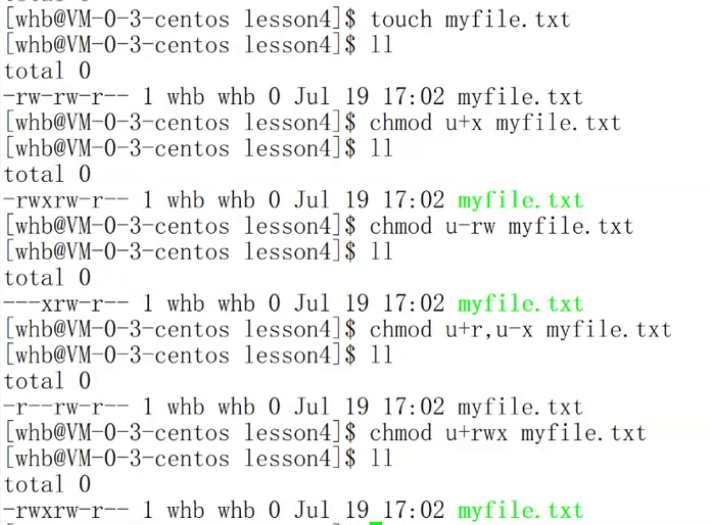 [whb@VM-0-3-centos lesson4]$ touch myfile.txt
[whb@VM-0-3-centos lesson4]$ ll
total 0
-rw-rw-r-- 1 whb whb 0 Jul 19 17:02 myfile.txt
[whb@VM-0-3-centos lesson4]$ chmod u+x myfile.txt
[whb@VM-0-3-centos lesson4]$ ll
total 0
-rwxrw-r-- 1 whb whb 0 Jul 19 17:02 myfile.txt
[whb@VM-0-3-centos lesson4]$ chmod u-rw myfile.txt
[whb@VM-0-3-centos lesson4]$ ll
total 0
---xrw-r-- 1 whb whb 0 Jul 19 17:02 myfile.txt
[whb@VM-0-3-centos lesson4]$ chmod u+r,u-x myfile.txt
[whb@VM-0-3-centos lesson4]$ ll
total 0
-r--rw-r-- 1 whb whb 0 Jul 19 17:02 myfile.txt
[whb@VM-0-3-centos lesson4]$ chmod u+rwx myfile.txt
[whb@VM-0-3-centos lesson4]$ ll
total 0
-rwxrw-r-- 1 whb whb 0 Jul 19 17:02 myfile.txt